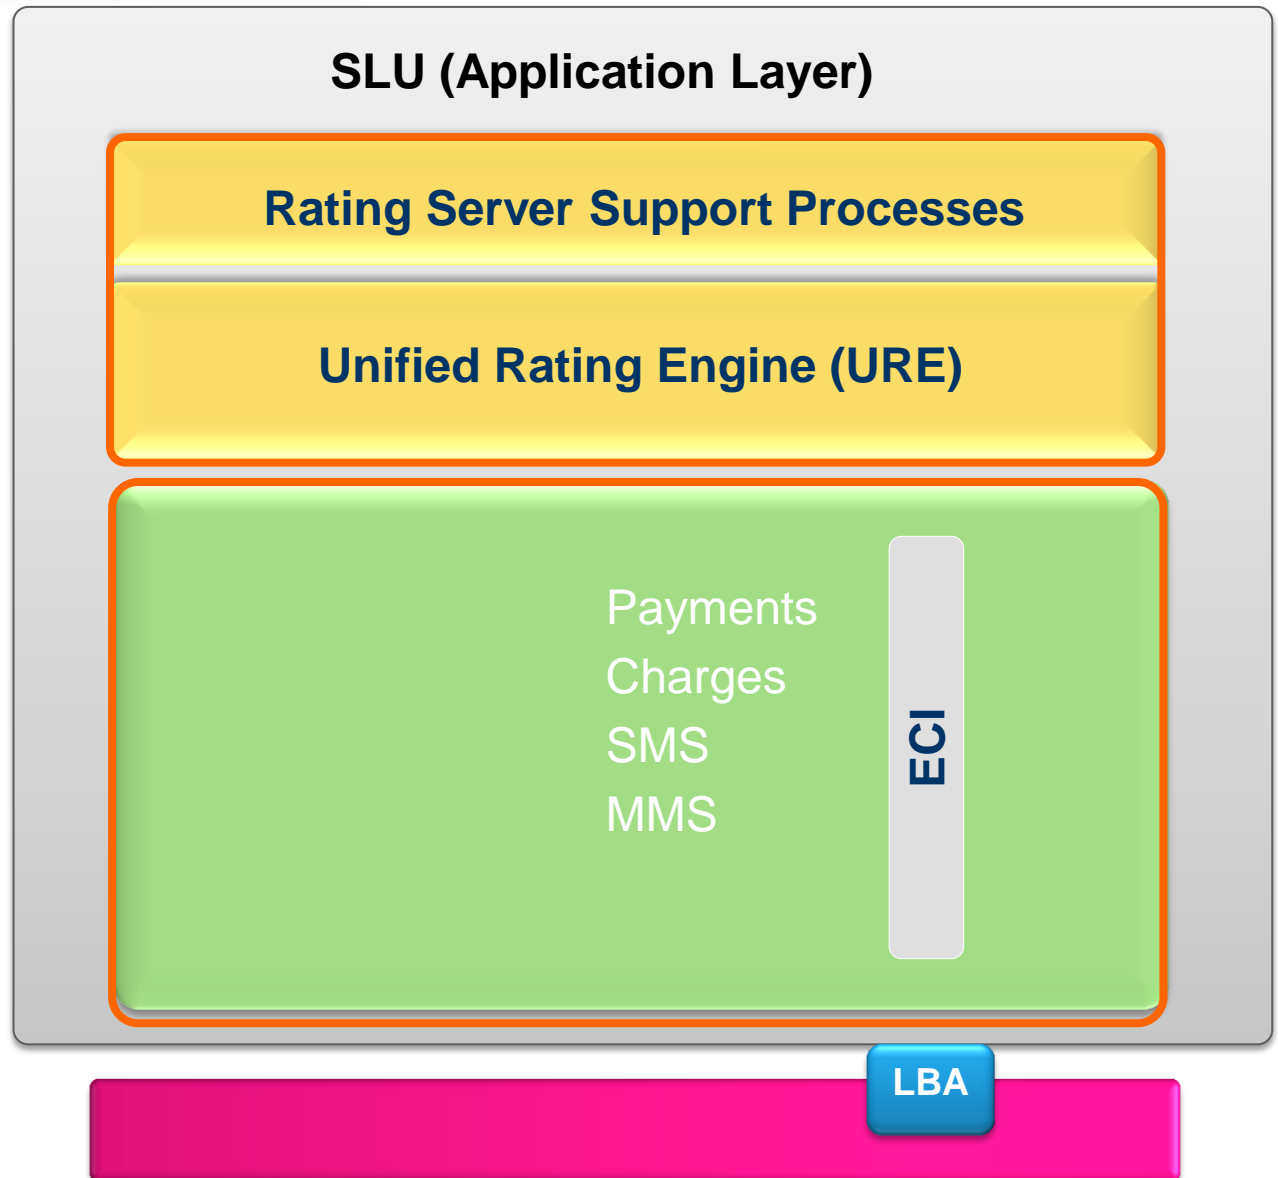 SLU (Application Layer)
Rating Server Support Processes
Unified Rating Engine (URE)
Payments
Charges
SMS
MMS
ECI
LBA